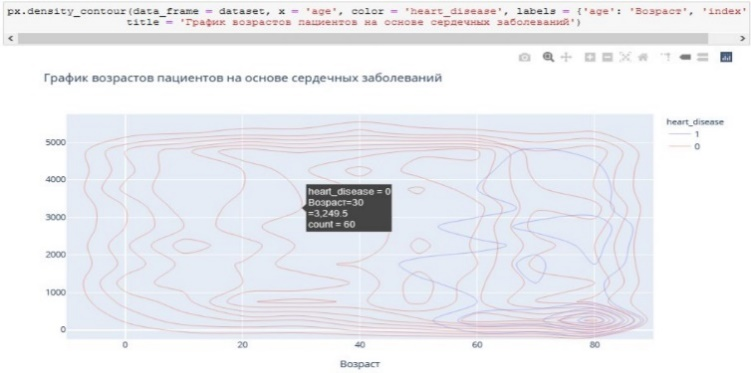 px.density_contour(data_frame = dataset, x = 'age', color = 'heart_disease', labels = {'age': 'Возраст', 'index'
title = 'График возрастов пациентов на основе сердечных заболеваний')
График возрастов пациентов на основе сердечных заболеваний
heart_disease
1
0
5000
4000
3000
2000
1000
0
heart_disease = 0
Возраст=30
=3,249.5
count = 60
0
20
40
60
80
Возраст